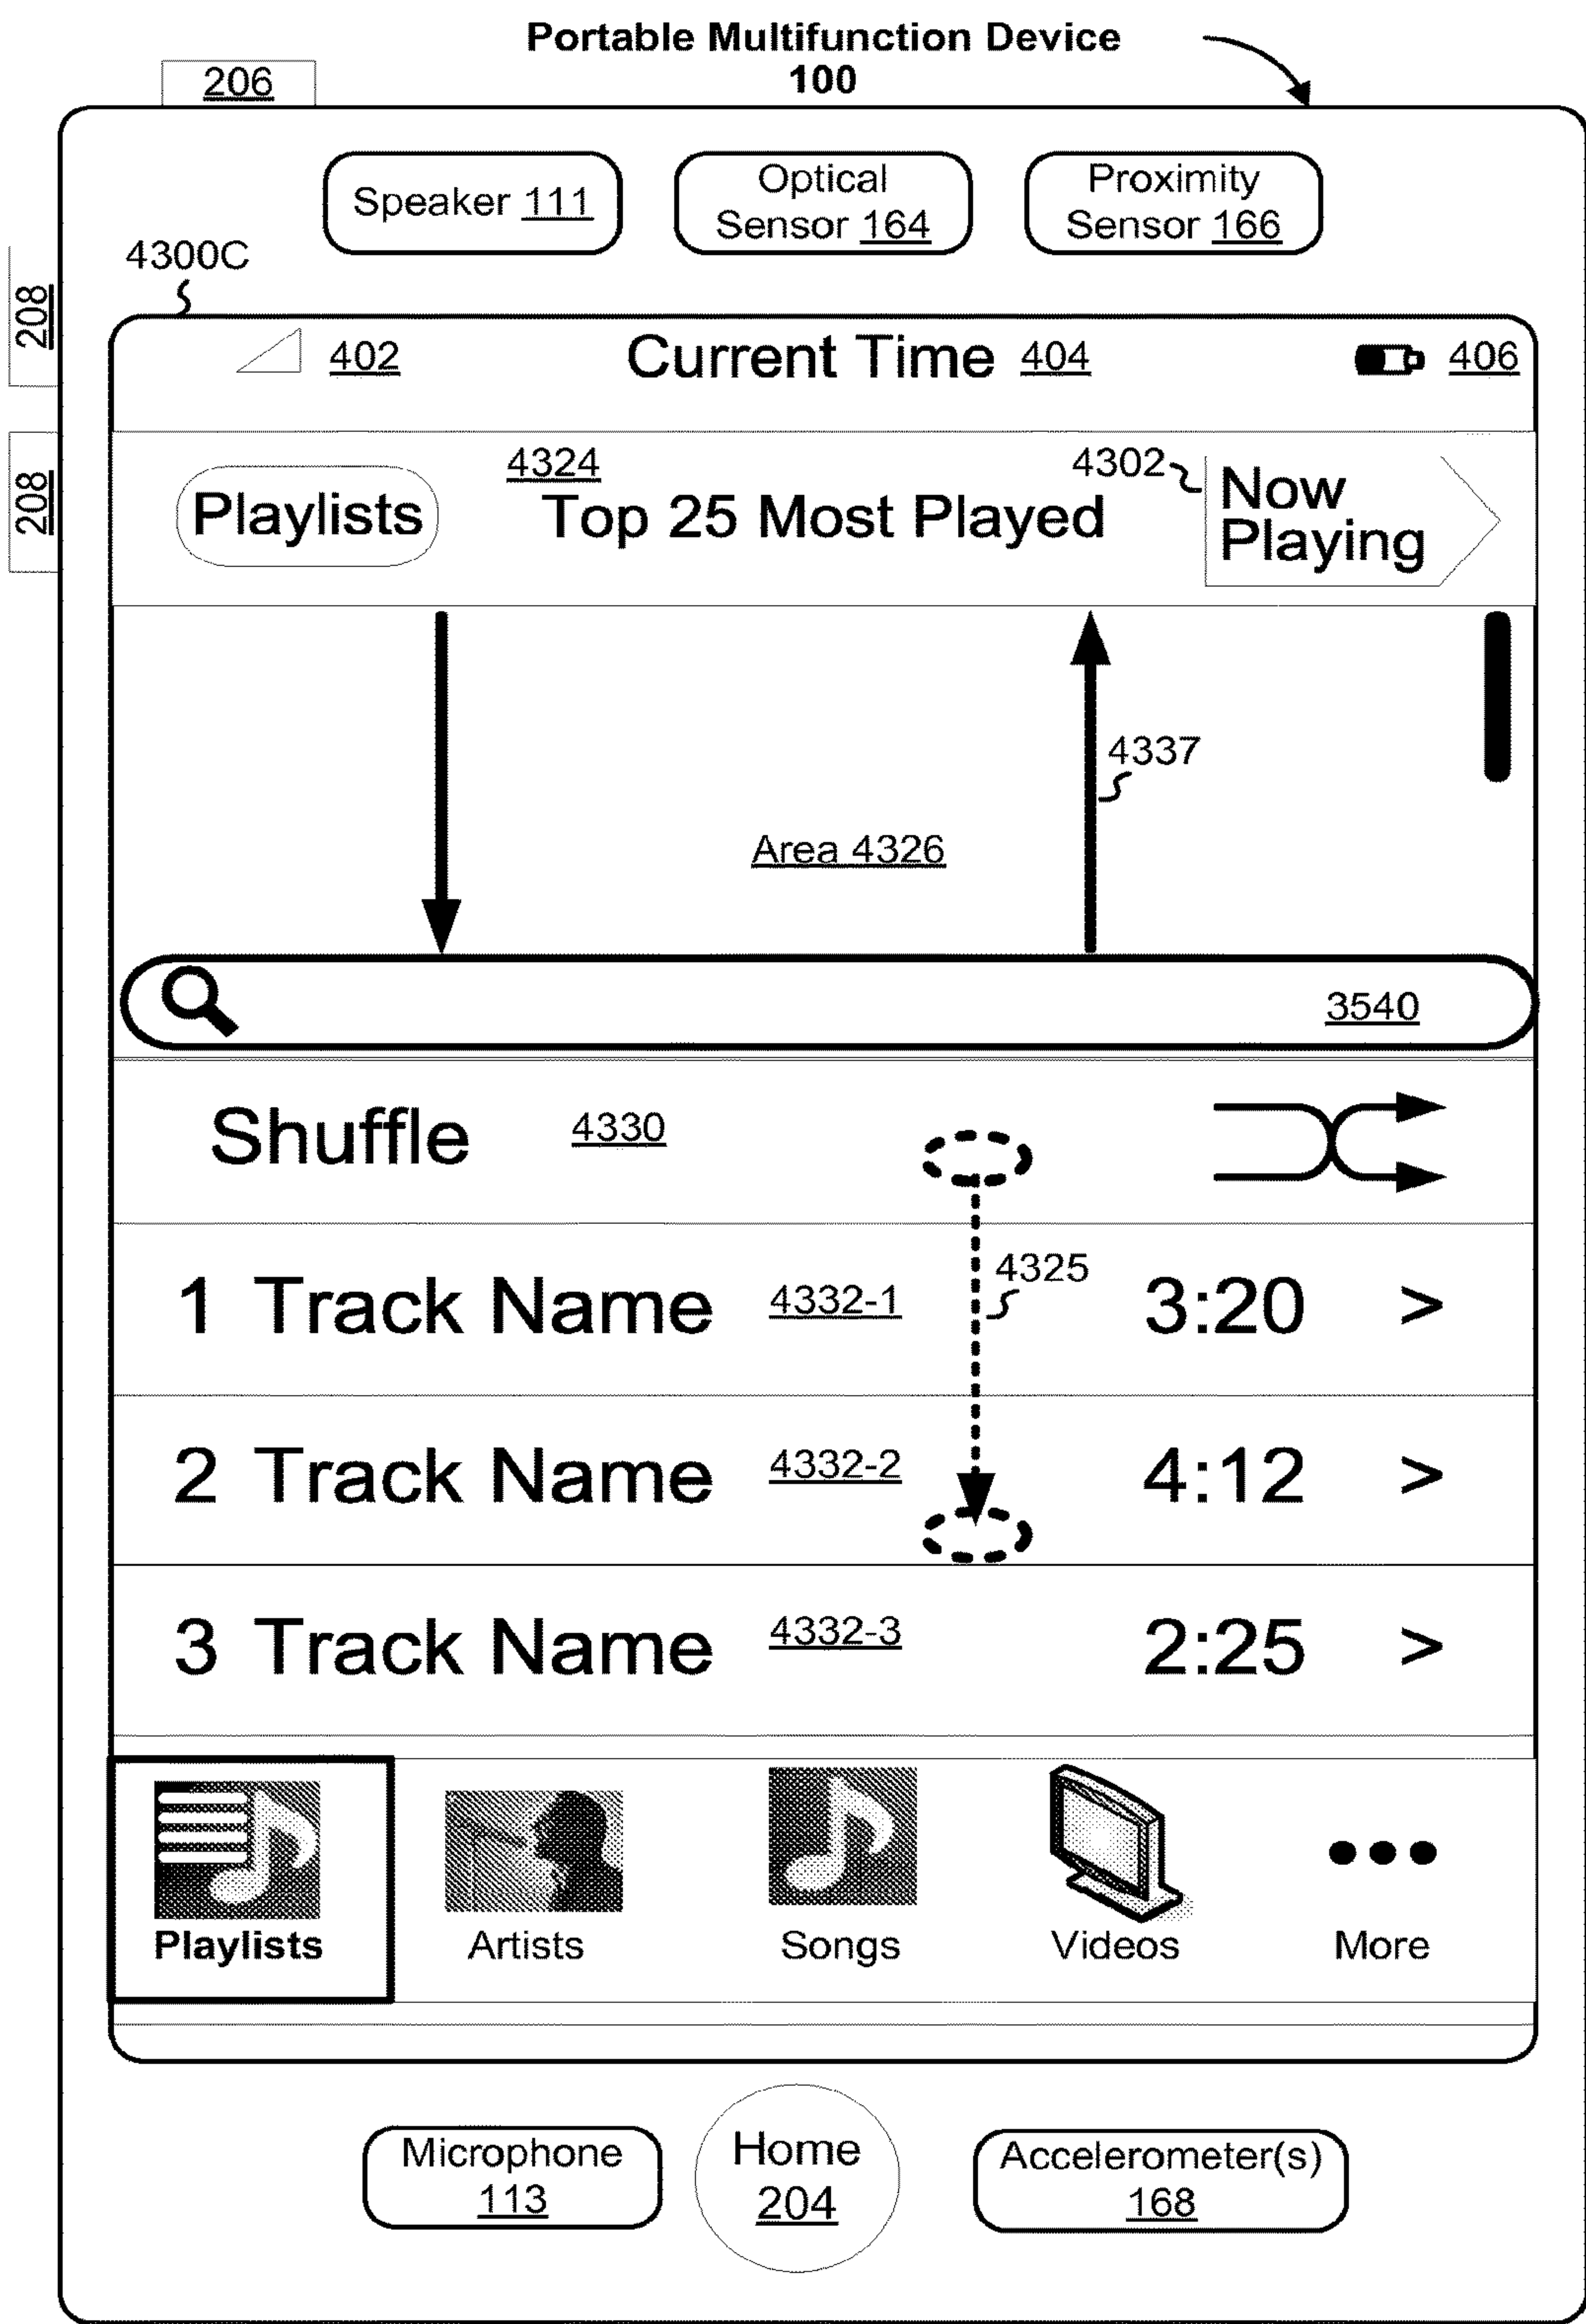 Portable Multifunction Device
100
206
Speaker 111
Optical
Sensor 164
Proximity
Sensor 166
4300C
208
402
Current Time 404
406
208
Playlists
4324
Top 25 Most Played
4302
Now
Playing
4337
Area 4326
3540
Shuffle 4330
4325
1 Track Name 4332-1 3:20 >
2 Track Name 4332-2 4:12 >
3 Track Name 4332-3 2:25 >
Playlists
Artists
Songs
Videos
More
Microphone
113
Home
204
Accelerometer(s)
168